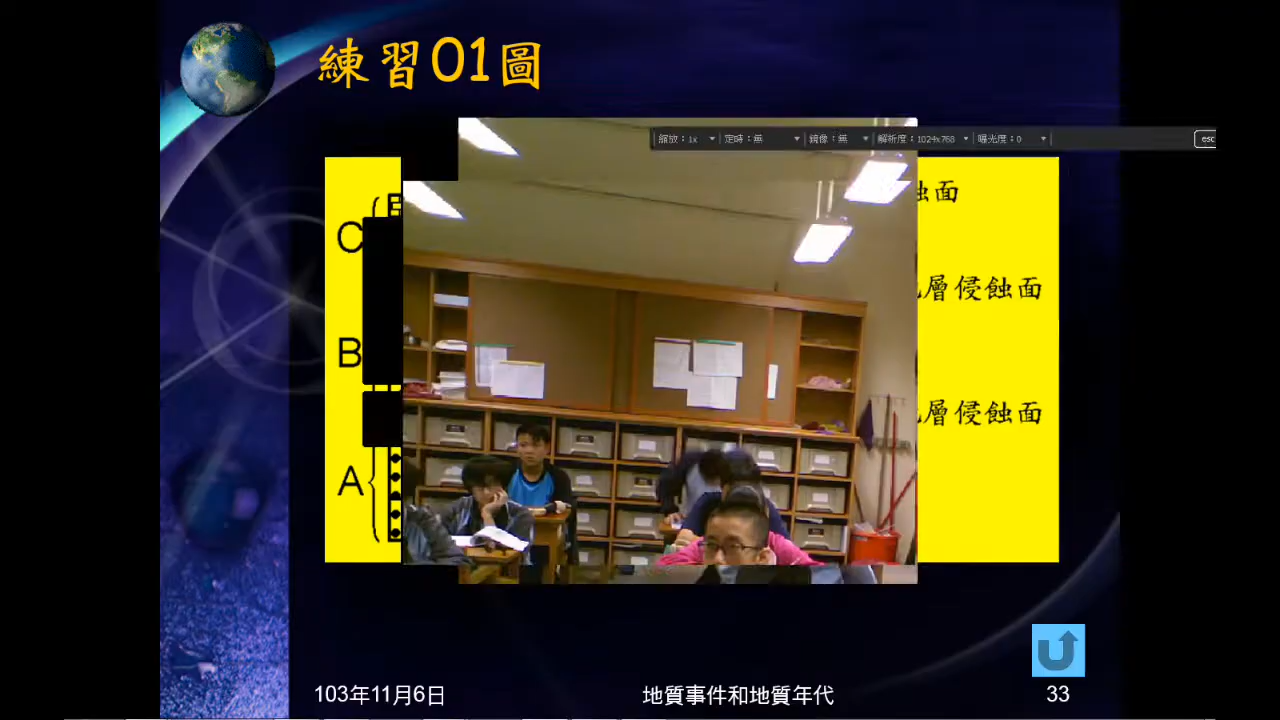 練習01圖
縮放：1x 定時：無 鏡像：無 解析度：1024x768 曝光度：0 esc
蝕面
C
層侵蝕面
B
層侵蝕面
A
103年11月6日 地質事件和地質年代 33